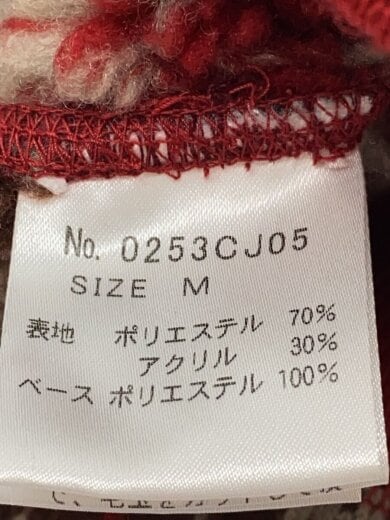 No. 0253CJ05
SIZE M
表地 ポリエステル 70%
アクリル 30%
ベース ポリエステル 100%